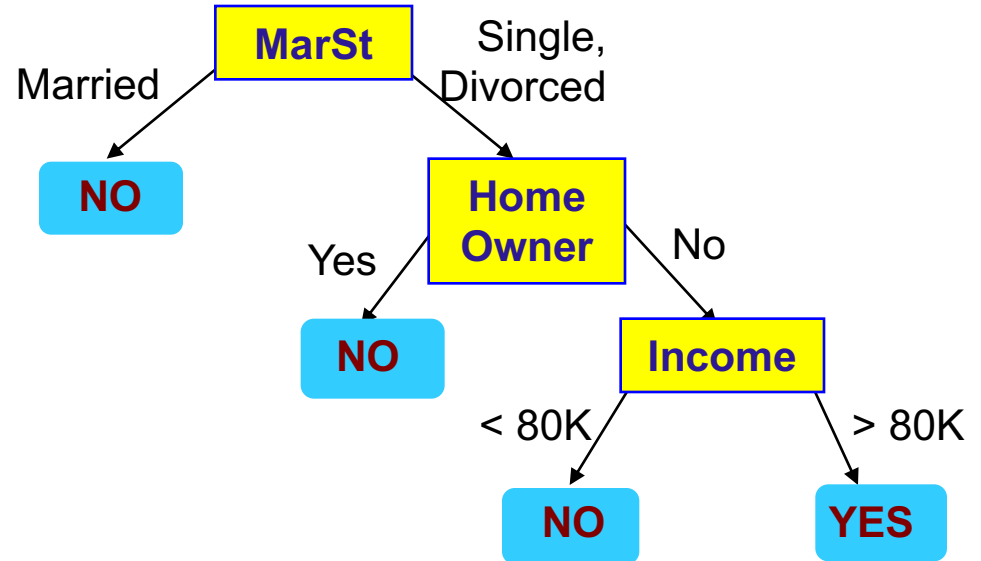 MarSt
Single,
Divorced
Married
NO
Home
Owner
Yes
No
NO
Income
< 80K
> 80K
NO
YES